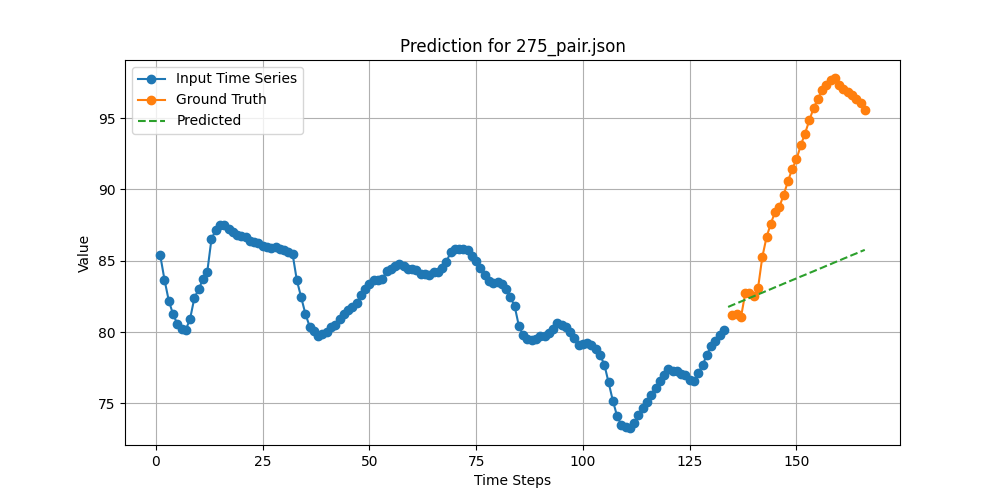 Prediction for 275_pair.json
Input Time Series
Ground Truth
Predicted
95
90
85
80
75
Value
0 25 50 75 100 125 150
Time Steps